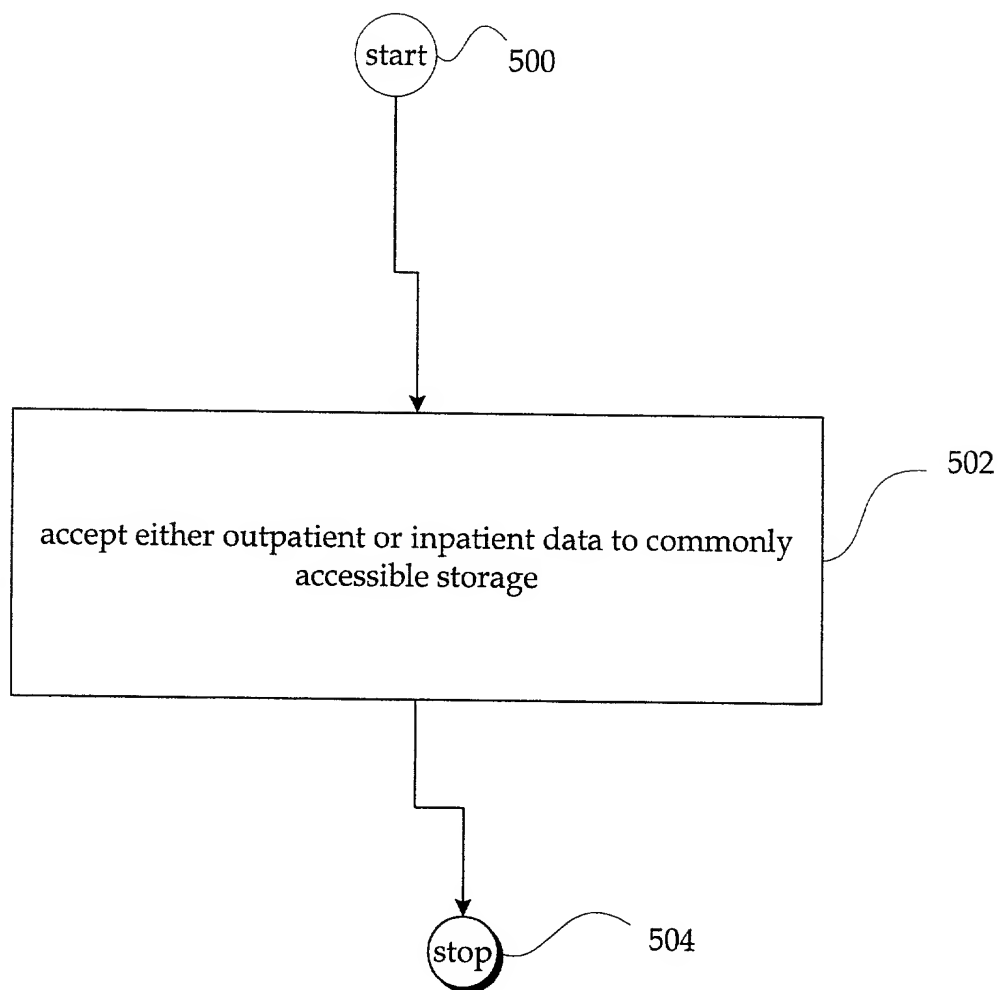 start
500
502
accept either outpatient or inpatient data to commonly
accessible storage
stop
504